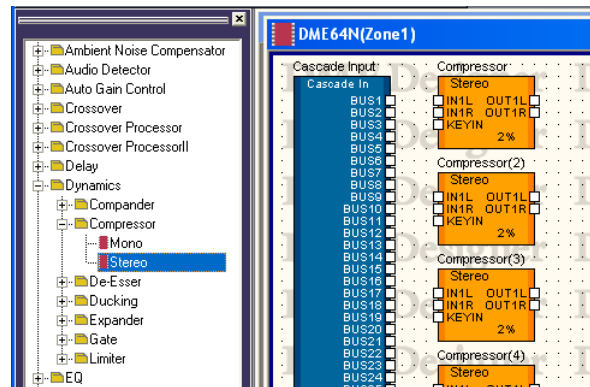 Ambient Noise Compensator
Audio Detector
Auto Gain Control
Crossover
Crossover Processor
Crossover ProcessorII
Delay
Dynamics
Compander
Compressor
Mono
Stereo
De-Esser
Ducking
Expander
Gate
Limiter
EQ
DME64N(Zone1)
Cascade Input
Cascade In
BUS1
BUS2
BUS3
BUS4
BUS5
BUS6
BUS7
BUS8
BUS9
BUS10
BUS11
BUS12
BUS13
BUS14
BUS15
BUS16
BUS17
BUS18
BUS19
BUS20
BUS21
BUS22
BUS23
BUS24
Compressor
Stereo
IN1L OUT1L
IN1R OUT1R
KEYIN
2%
Compressor(2)
Stereo
IN1L OUT1L
IN1R OUT1R
KEYIN
2%
Compressor(3)
Stereo
IN1L OUT1L
IN1R OUT1R
KEYIN
2%
Compressor(4)
Stereo
Designer